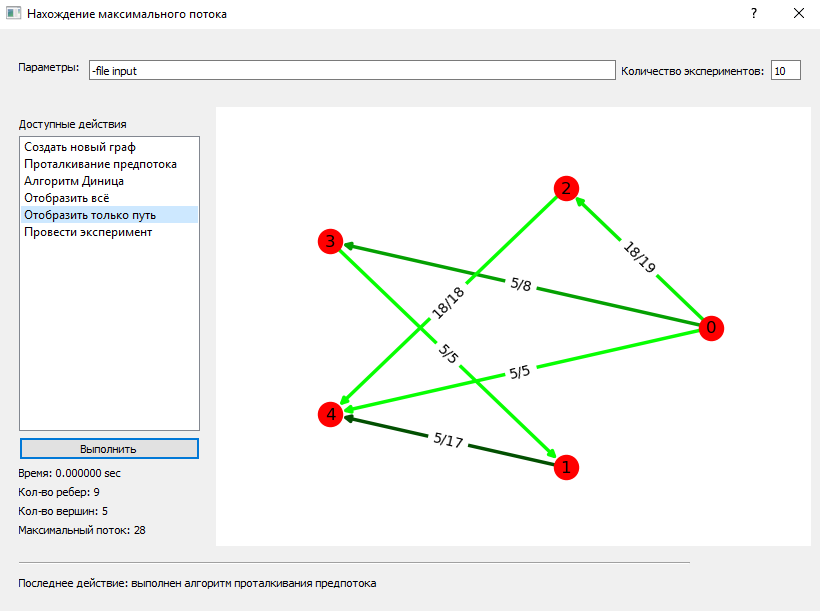 Нахождение максимального потока
?
Параметры:
-file input
Количество экспериментов:
10
Доступные действия
Создать новый граф
Проталкивание предпотока
Алгоритм Диница
Отобразить всё
Отобразить только путь
Провести эксперимент
Выполнить
Время: 0.000000 sec
Кол-во ребер: 9
Кол-во вершин: 5
Максимальный поток: 28
2
3
18/19
5/8
18/18
0
5/5
5/5
4
5/17
1
Последнее действие: выполнен алгоритм проталкивания предпотока